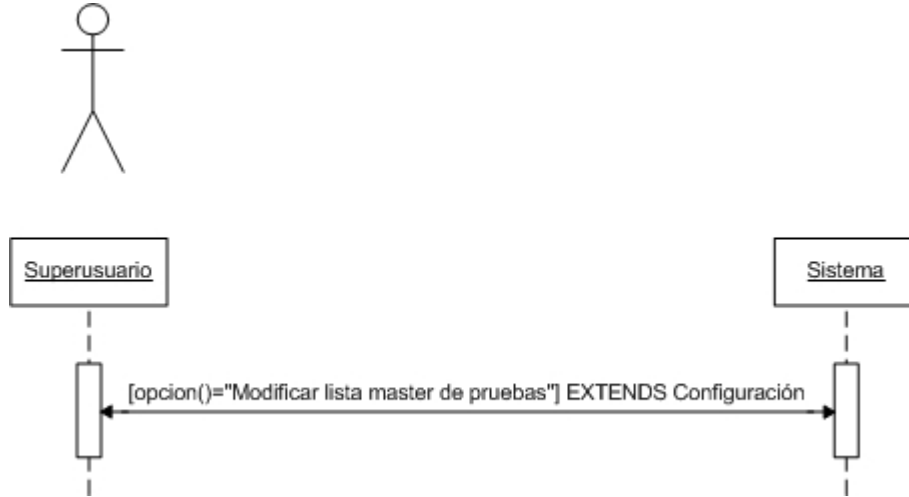 Superusuario
Sistema
[opcion()="Modificar lista master de pruebas"] EXTENDS Configuración